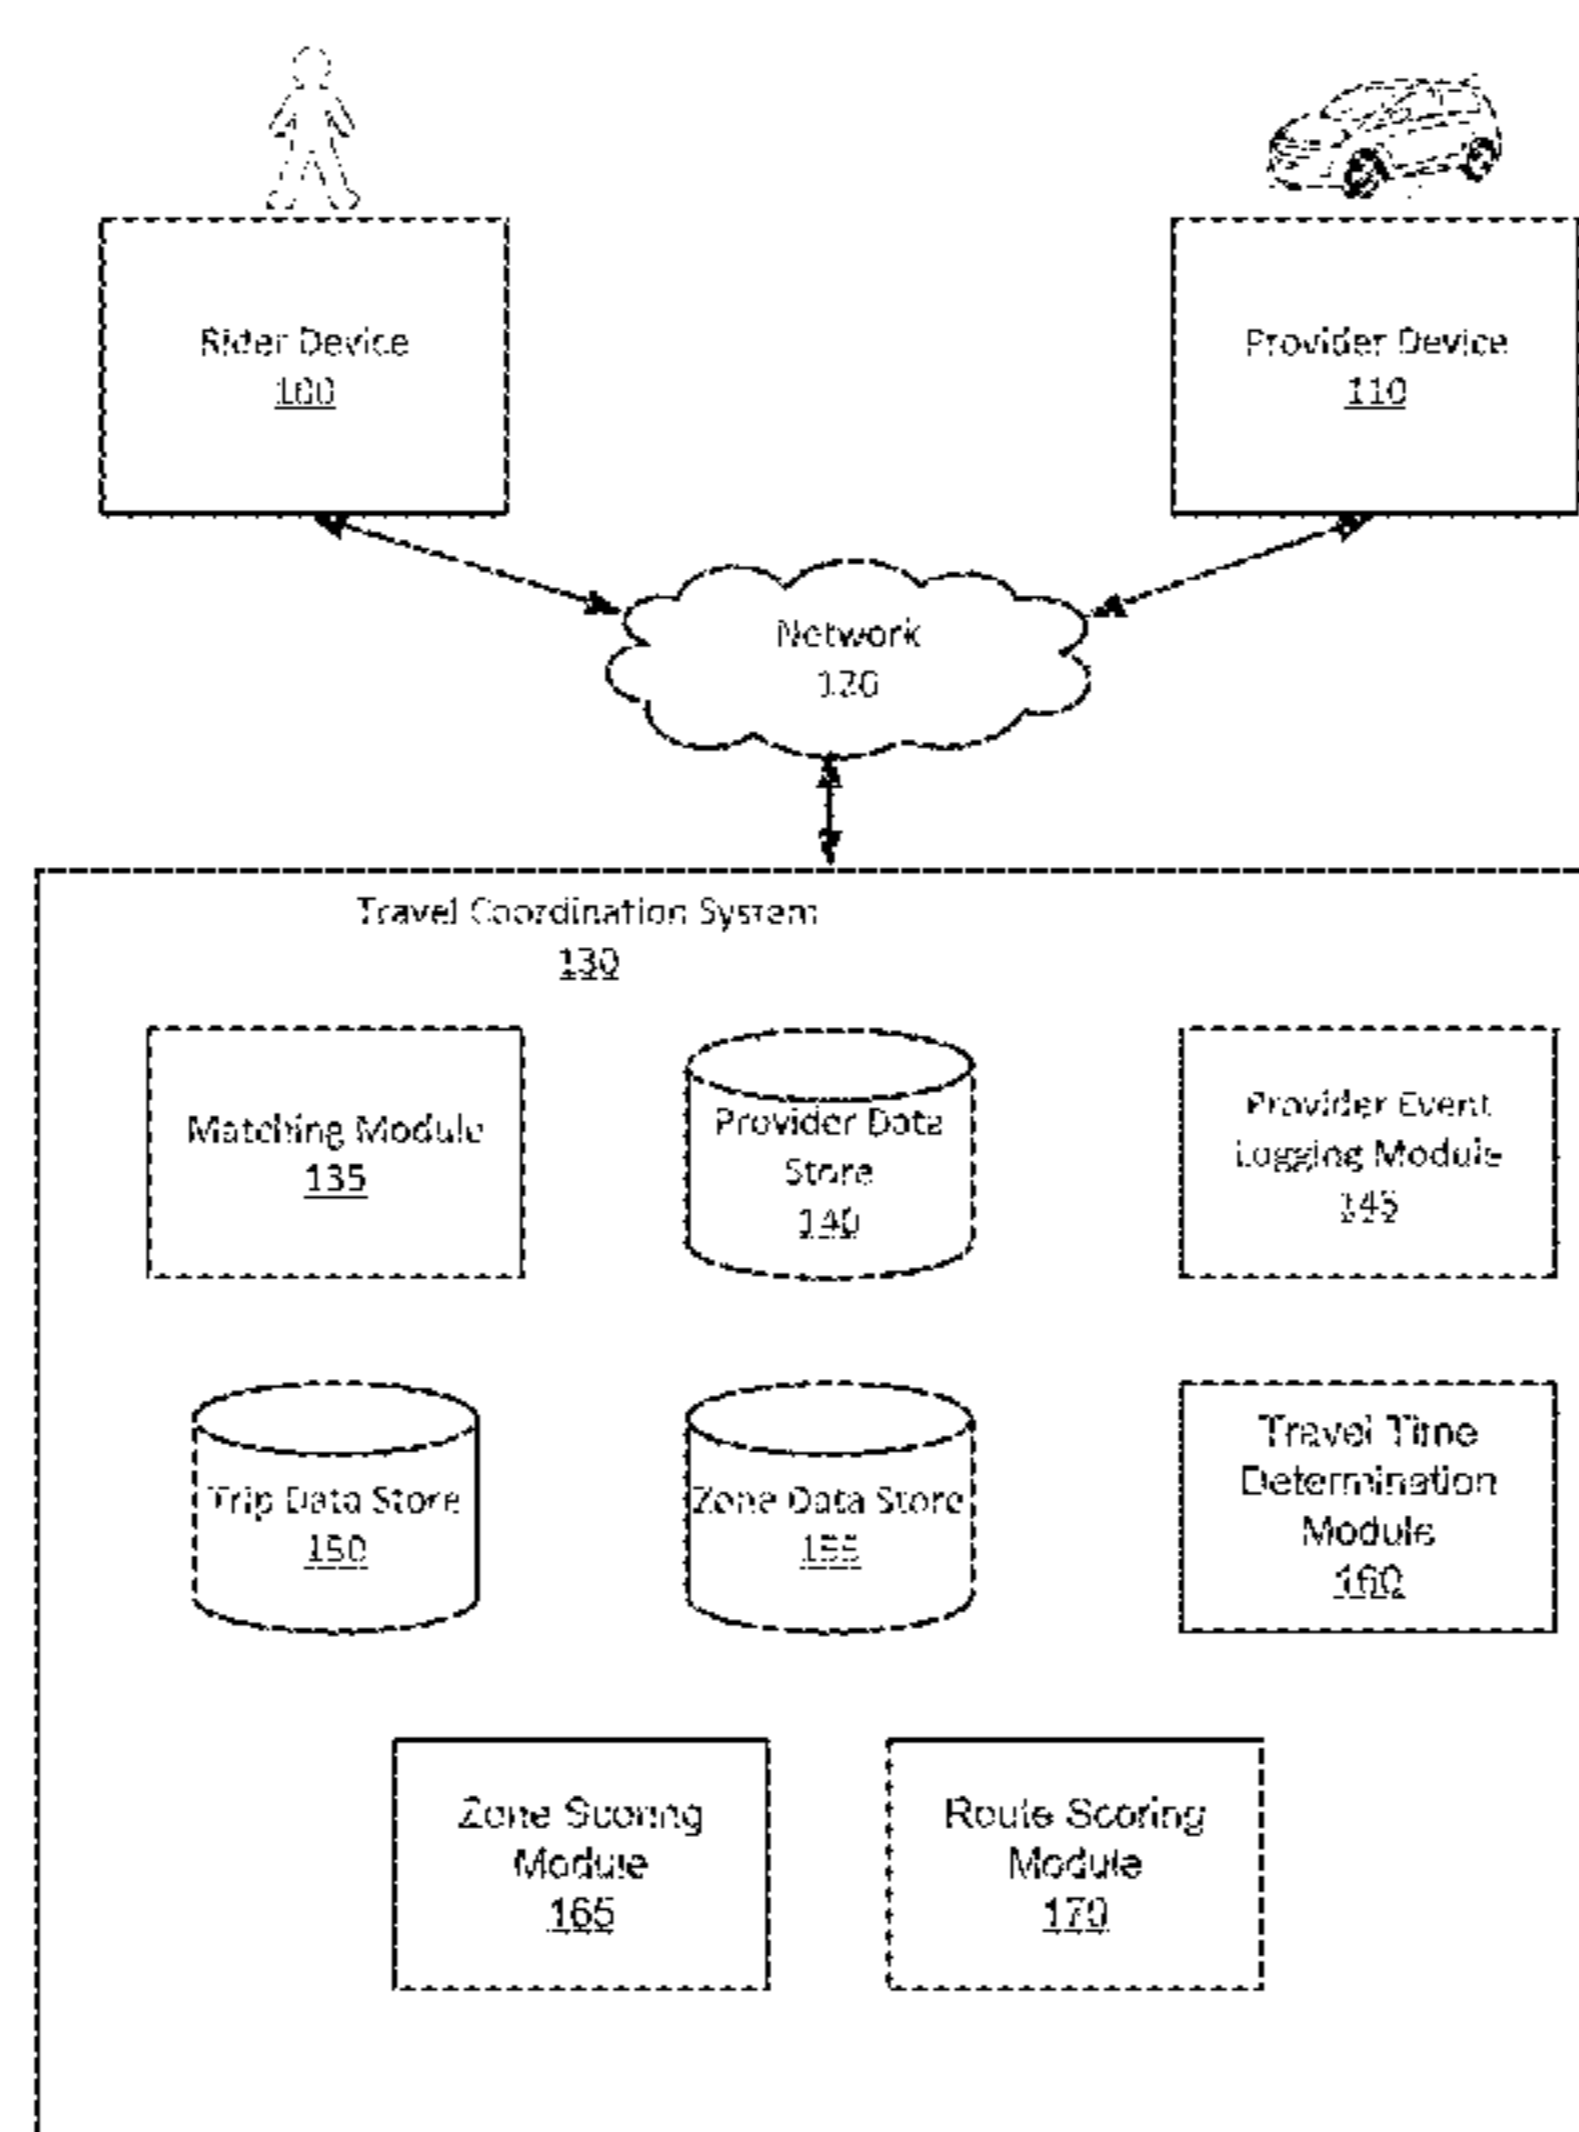 Rider Device
100
Provider Device
110
Network
120
Travel Coordination System
130
Matching Module
135
Provider Data
Store
140
Provider Event
Logging Module
145
Trip Data Store
150
Zone Data Store
155
Travel Time
Determination
Module
160
Zone Scoring
Module
165
Route Scoring
Module
170